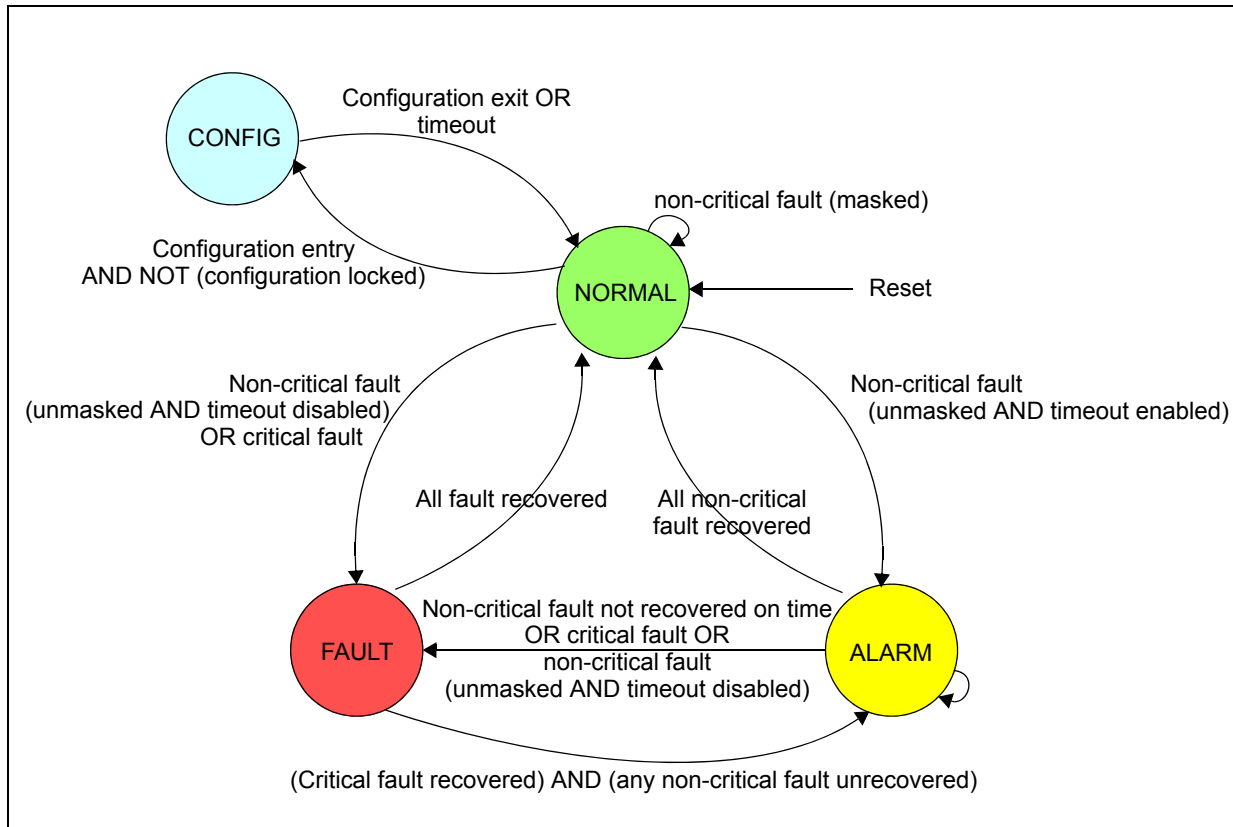 Configuration exit OR
timeout
CONFIG
non-critical fault (masked)
Configuration entry
AND NOT (configuration locked)
NORMAL
Reset
Non-critical fault
(unmasked AND timeout disabled)
OR critical fault
Non-critical fault
(unmasked AND timeout enabled)
All fault recovered
All non-critical
fault recovered
Non-critical fault not recovered on time
OR critical fault OR
non-critical fault
(unmasked AND timeout disabled)
FAULT
ALARM
(Critical fault recovered) AND (any non-critical fault unrecovered)